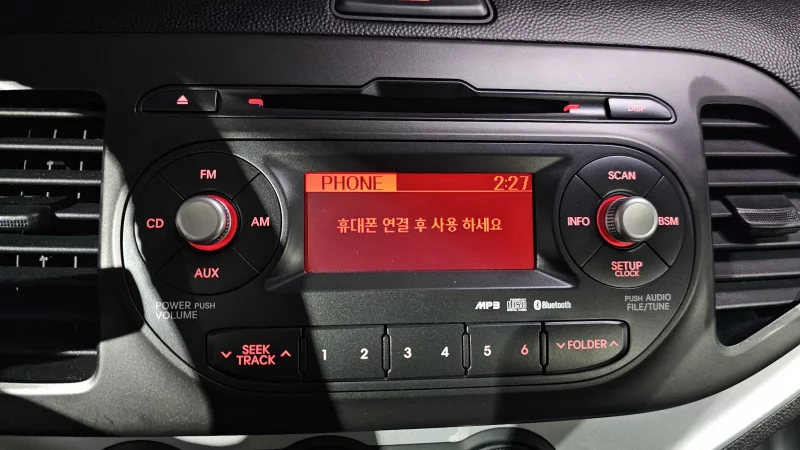 DISP
FM
SCAN
PHONE 2:27
CD
AM
INFO
BSM
휴대폰 연결 후 사용 하세요
AUX
SETUP
CLOCK
POWER PUSH
VOLUME
MP3
Bluetooth
PUSH AUDIO
FILE/TUNE
SEEK
TRACK
1 2 3 4 5 6
FOLDER